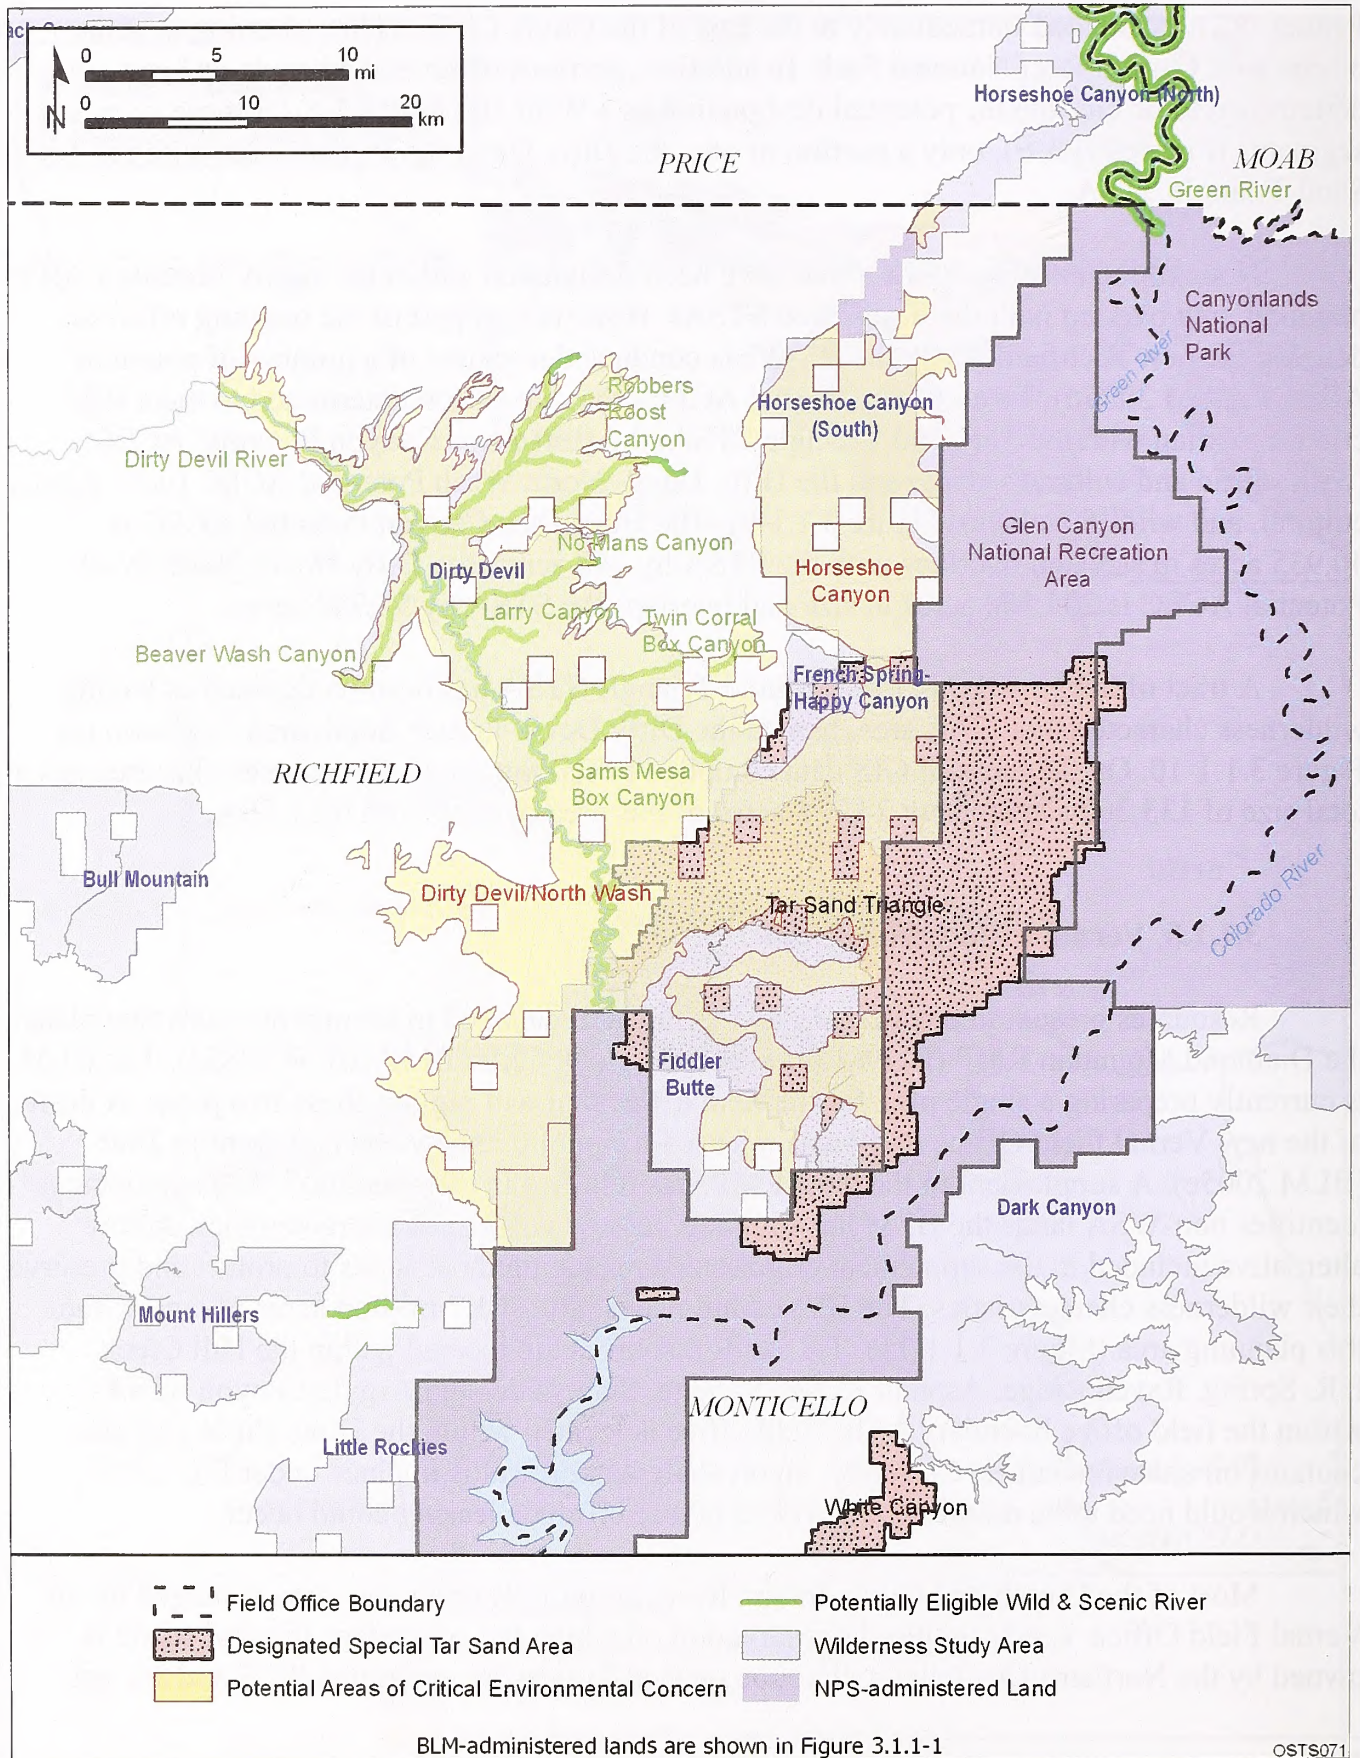 0 5 10
mi
0 10 20
km
N
Horseshoe Canyon (North)
PRICE
MOAB
Green River
Canyonlands
National
Park
Green River
Robbers
Roost
Canyon
Horseshoe Canyon
(South)
Dirty Devil River
Glen Canyon
National Recreation
Area
No Mans Canyon
Dirty Devil
Horseshoe
Canyon
Larry Canyon
Twin Corral
Box Canyon
Beaver Wash Canyon
French Spring-
Happy Canyon
RICHFIELD
Sams Mesa
Box Canyon
Bull Mountain
Dirty Devil/North Wash
Tar Sand Triangle
Colorado River
Fiddler
Butte
Dark Canyon
Mount Hillers
MONTICELLO
Little Rockies
White Canyon
Field Office Boundary
Potentially Eligible Wild & Scenic River
Designated Special Tar Sand Area
Wilderness Study Area
Potential Areas of Critical Environmental Concern
NPS-administered Land
BLM-administered lands are shown in Figure 3.1.1-1
OSTS071